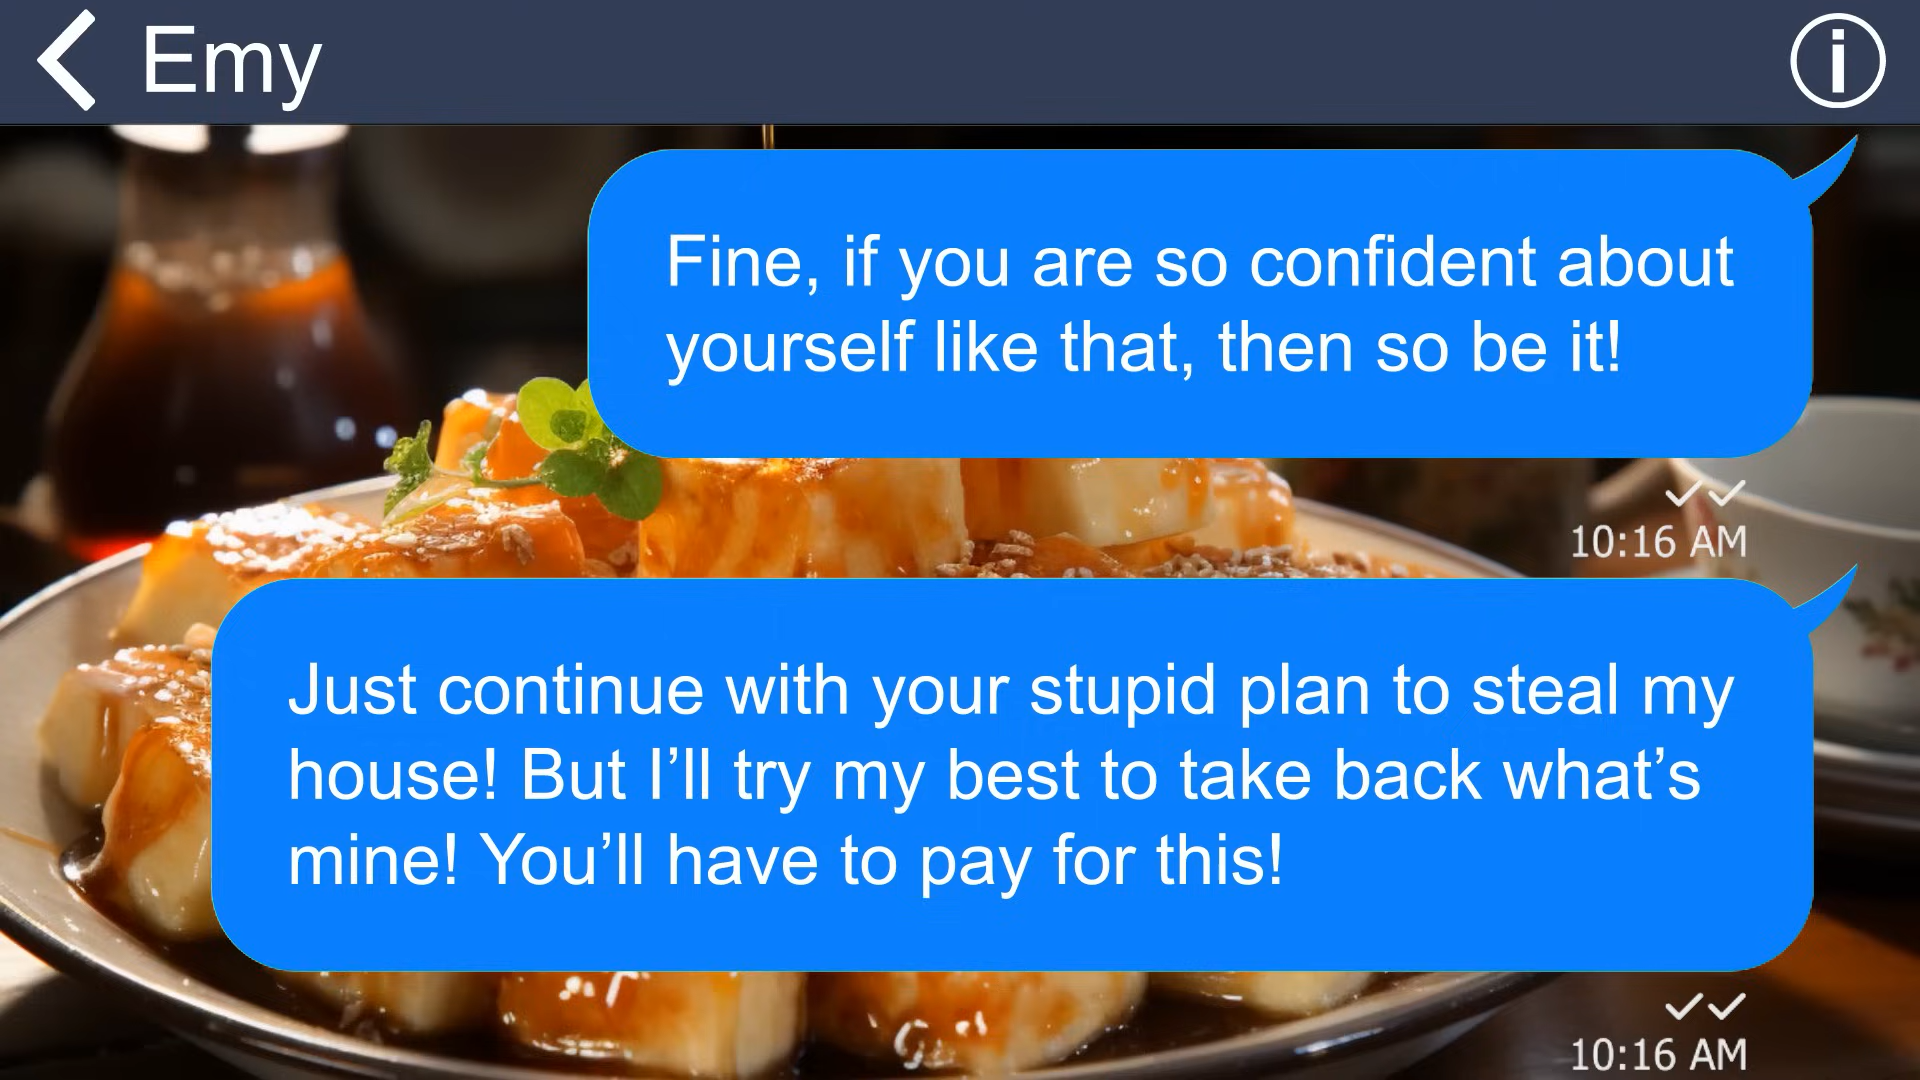 Emy
Fine, if you are so confident about
yourself like that, then so be it!
10:16 AM
Just continue with your stupid plan to steal my
house! But I’ll try my best to take back what’s
mine! You’ll have to pay for this!
10:16 AM